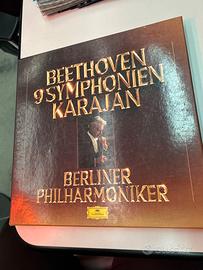 BEETHOVEN
9 SYMPHONIEN
KARAJAN
BERLINER
PHILHARMONIKER